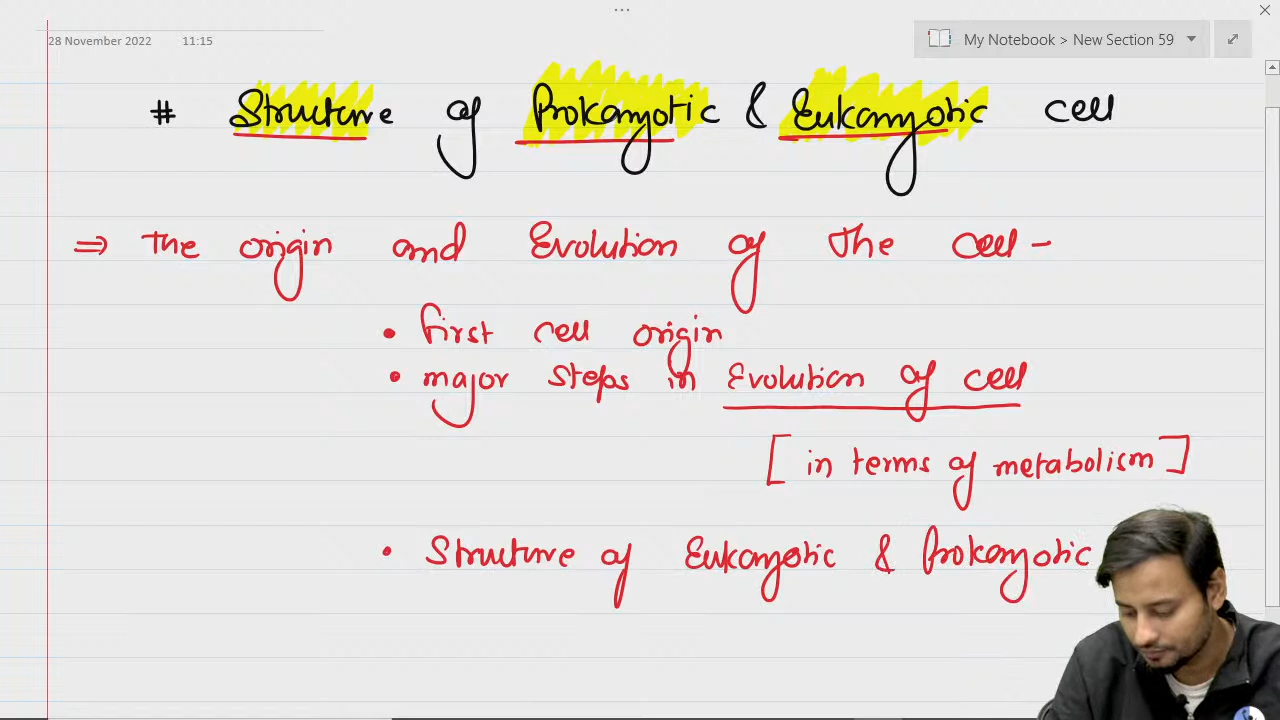 28 November 2022 11:15
My Notebook > New Section 59
# Structure of Prokaryotic & Eukaryotic cell
⇒ The origin and Evolution of the cell -
• first cell origin
• major steps in Evolution of cell
[in terms of metabolism]
• Structure of Eukaryotic & Prokaryotic